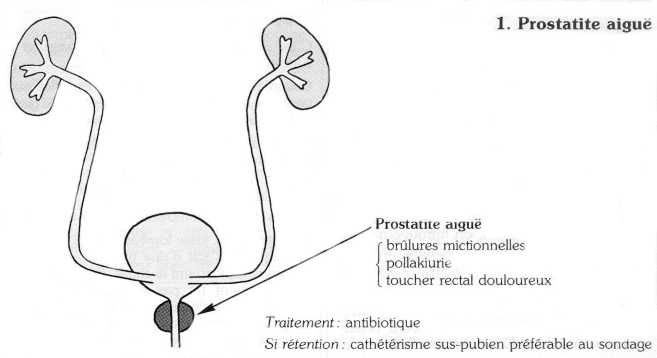 1. Prostatite aiguë
Prostatite aiguë
brûlures mictionnelles
pollakiurie
toucher rectal douloureux
Traitement : antibiotique
Si rétention : cathétérisme sus-pubien préférable au sondage